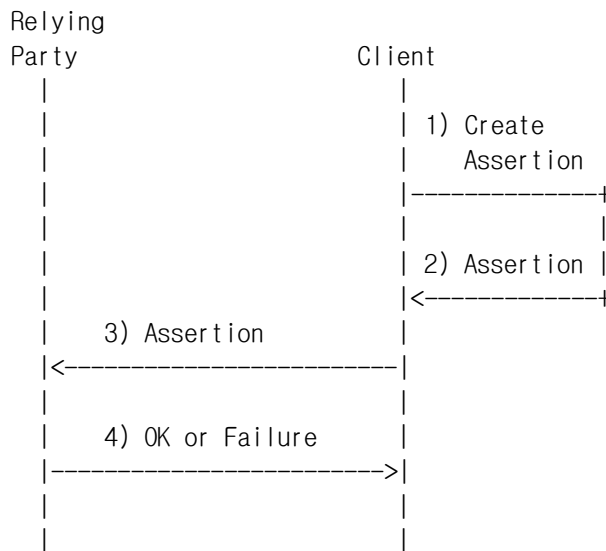 Relying
Party Client
1) Create
Assertion
2) Assertion
3) Assertion
4) OK or Failure